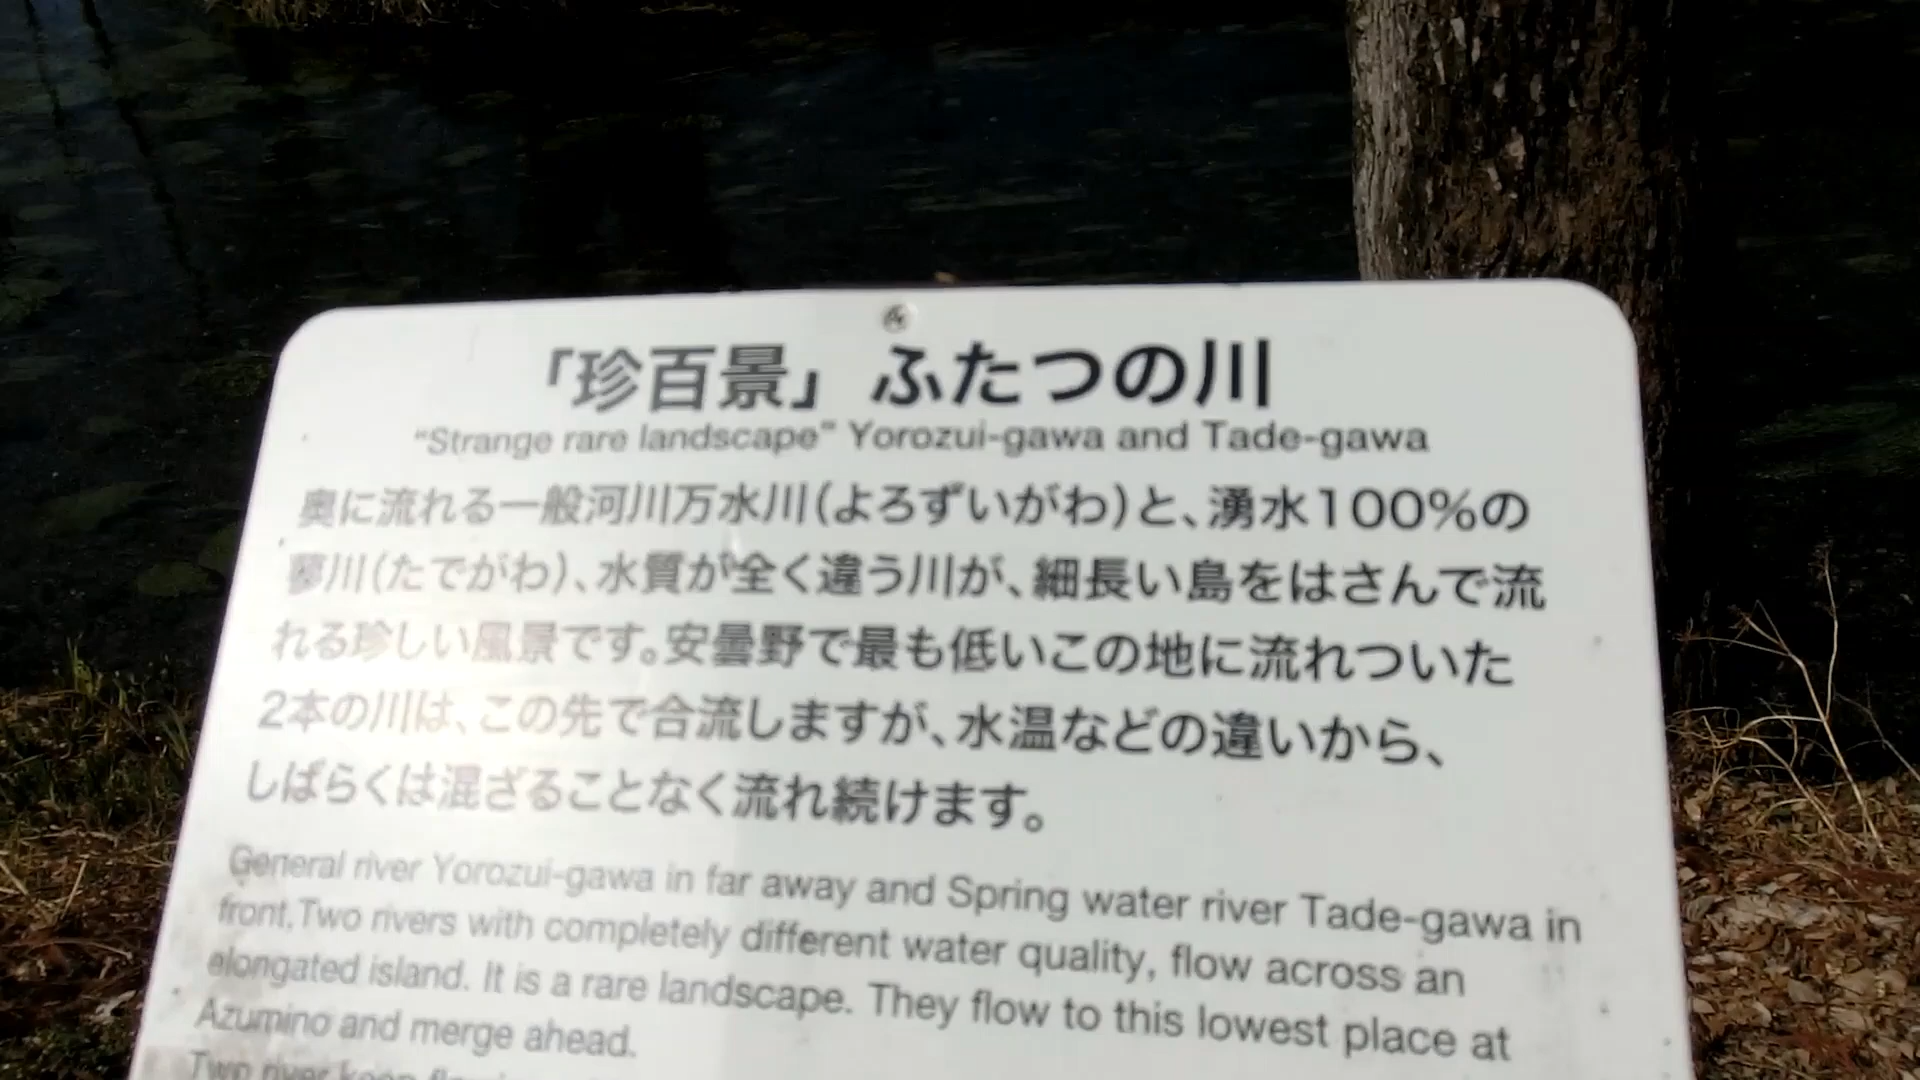 「珍百景」ふたつの川
"Strange rare landscape" Yorozui-gawa and Tade-gawa
奥に流れる一般河川万水川(よろずいがわ)と、湧水100%の
蓼川(たでがわ)、水質が全く違う川が、細長い島をはさんで流
れる珍しい風景です。安曇野で最も低いこの地に流れついた
2本の川は、この先で合流しますが、水温などの違いから、
しばらくは混ざることなく流れ続けます。
General river Yorozui-gawa in far away and Spring water river Tade-gawa in
front.Two rivers with completely different water quality, flow across an
elongated island. It is a rare landscape. They flow to this lowest place at
Azumino and merge ahead.
Two river keep